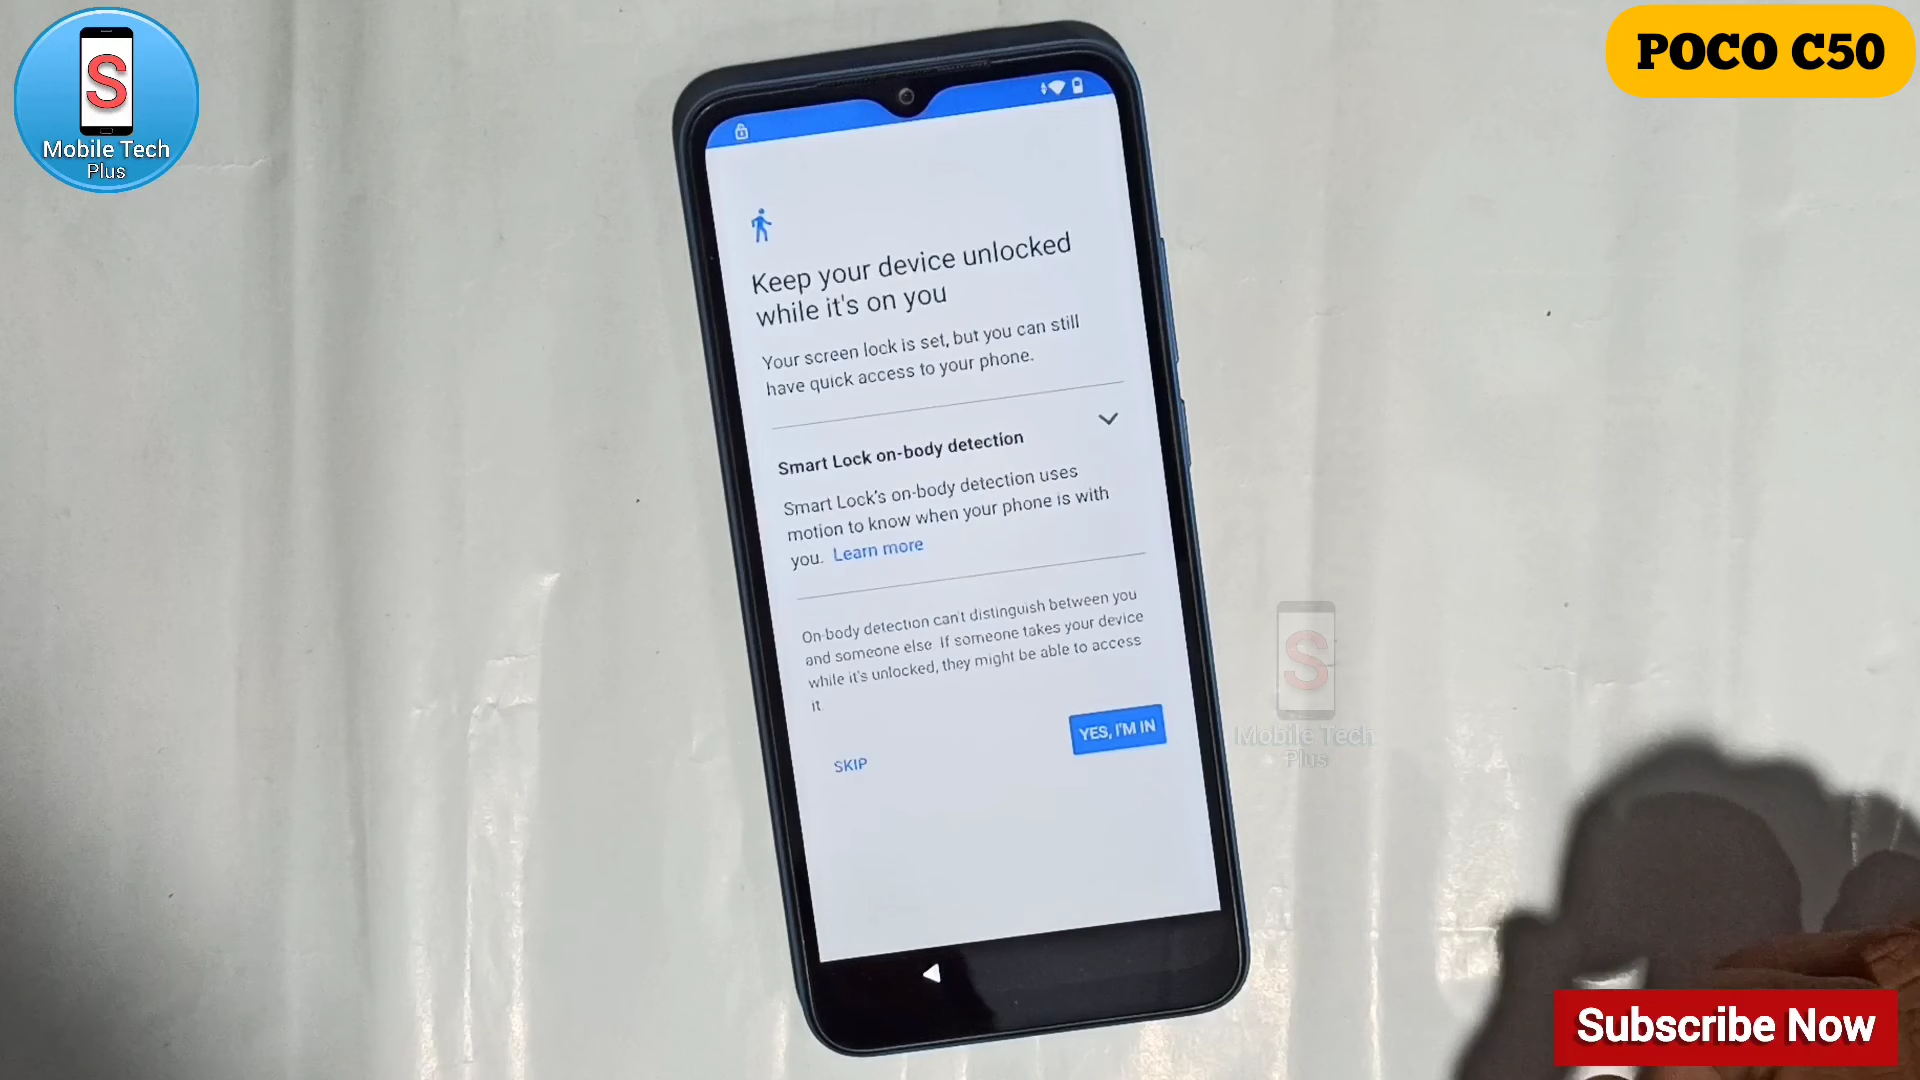 S
Mobile Tech
Plus
POCO C50
Keep your device unlocked
while it's on you
Your screen lock is set, but you can still
have quick access to your phone.
Smart Lock on-body detection
Smart Lock's on-body detection uses
motion to know when your phone is with
you. Learn more
On-body detection can't distinguish between you
and someone else. If someone takes your device
while it's unlocked, they might be able to access
it.
YES, I'M IN
SKIP
S
Mobile Tech
Plus
Subscribe Now